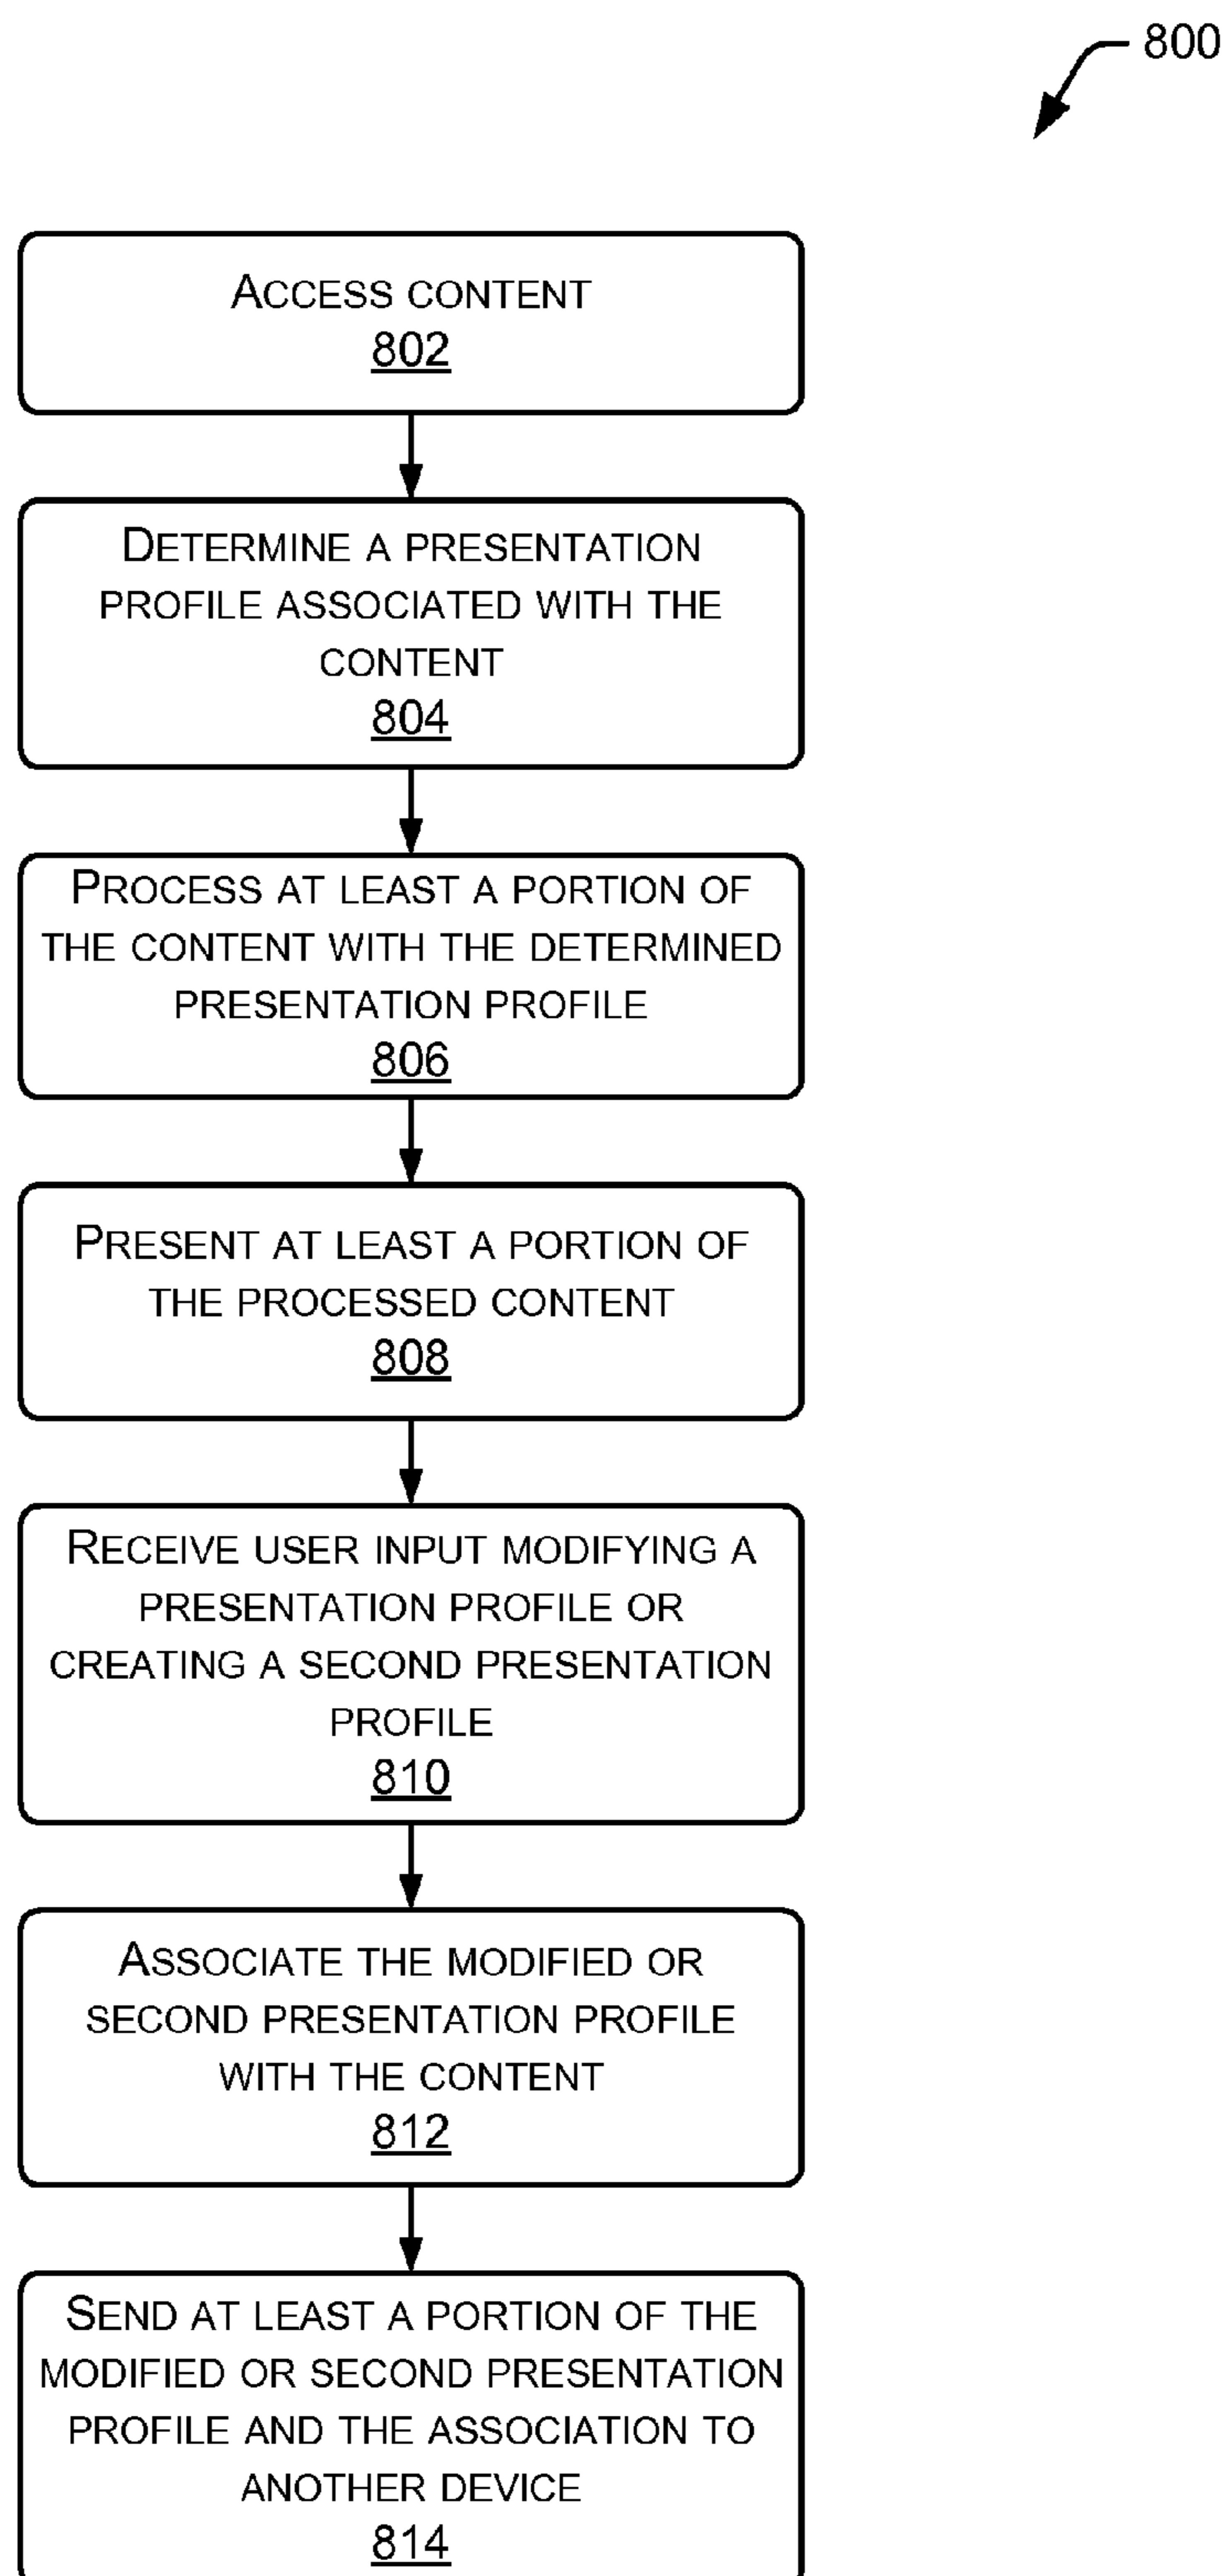 800
ACCESS CONTENT
802
DETERMINE A PRESENTATION
PROFILE ASSOCIATED WITH THE
CONTENT
804
PROCESS AT LEAST A PORTION OF
THE CONTENT WITH THE DETERMINED
PRESENTATION PROFILE
806
PRESENT AT LEAST A PORTION OF
THE PROCESSED CONTENT
808
RECEIVE USER INPUT MODIFYING A
PRESENTATION PROFILE OR
CREATING A SECOND PRESENTATION
PROFILE
810
ASSOCIATE THE MODIFIED OR
SECOND PRESENTATION PROFILE
WITH THE CONTENT
812
SEND AT LEAST A PORTION OF THE
MODIFIED OR SECOND PRESENTATION
PROFILE AND THE ASSOCIATION TO
ANOTHER DEVICE
814